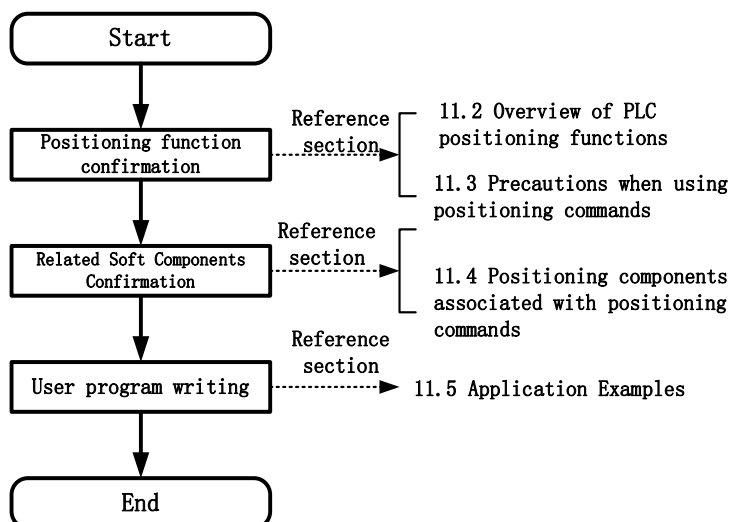 Start
Positioning function
confirmation
Reference
section
11.2 Overview of PLC
positioning functions
11.3 Precautions when using
positioning commands
Related Soft Components
Confirmation
Reference
section
11.4 Positioning components
associated with positioning
commands
User program writing
Reference
section
11.5 Application Examples
End